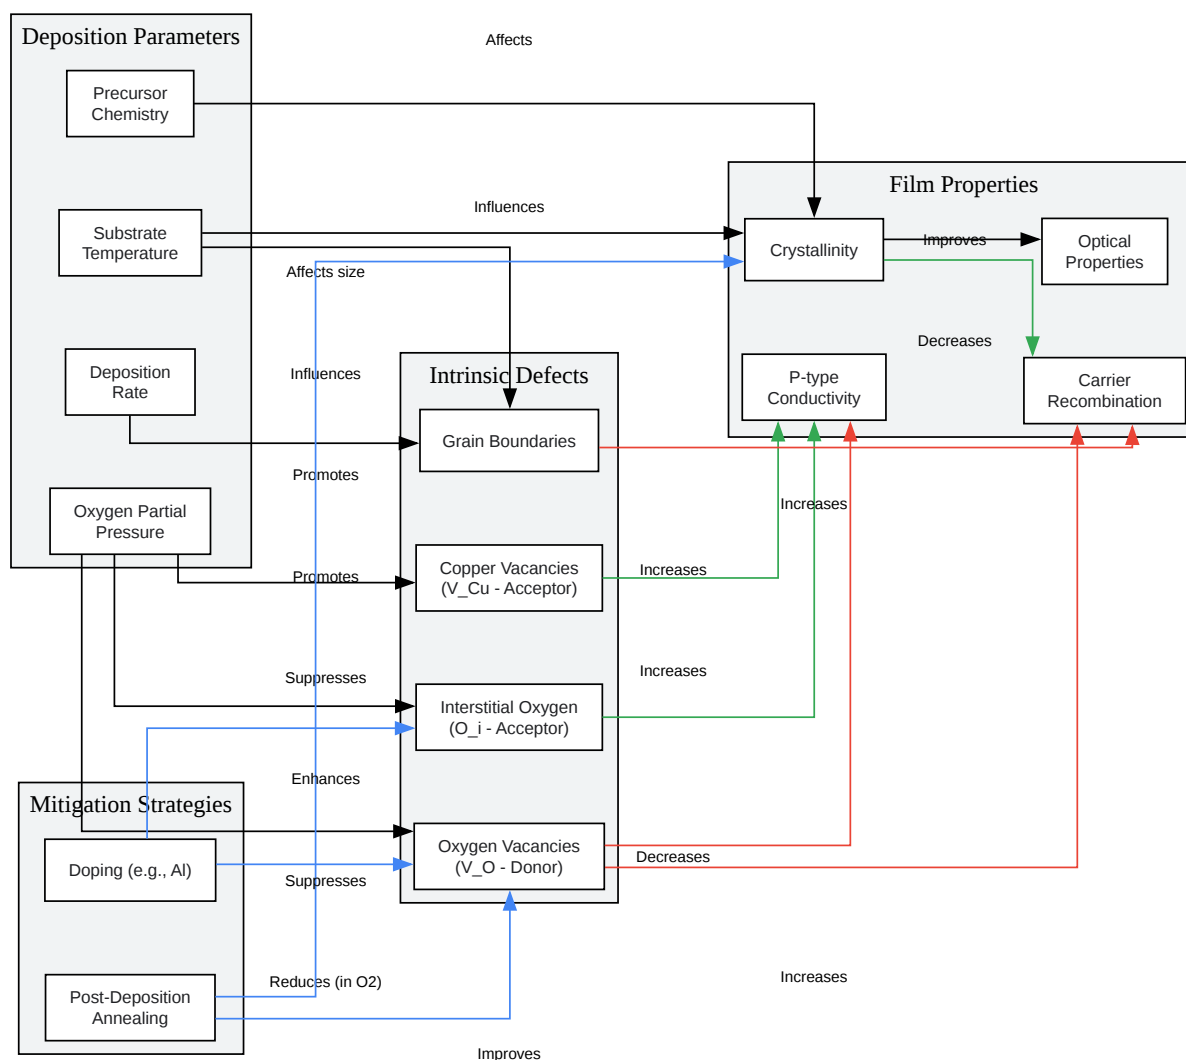 Deposition Parameters
Affects
Precursor
Chemistry
Film Properties
Influences
Substrate
Temperature
Crystallinity
Improves
Optical
Properties
Affects size
Decreases
Deposition
Rate
Influences
Intrinsic Defects
P-type
Conductivity
Carrier
Recombination
Grain Boundaries
Promotes
Oxygen Partial
Pressure
Increases
Copper Vacancies
(V_Cu - Acceptor)
Increases
Promotes
Suppresses
Increases
Interstitial Oxygen
(O_i - Acceptor)
Enhances
Mitigation Strategies
Oxygen Vacancies
(V_O - Donor)
Decreases
Doping (e.g., Al)
Suppresses
Reduces (in O2)
Increases
Post-Deposition
Annealing
Improves